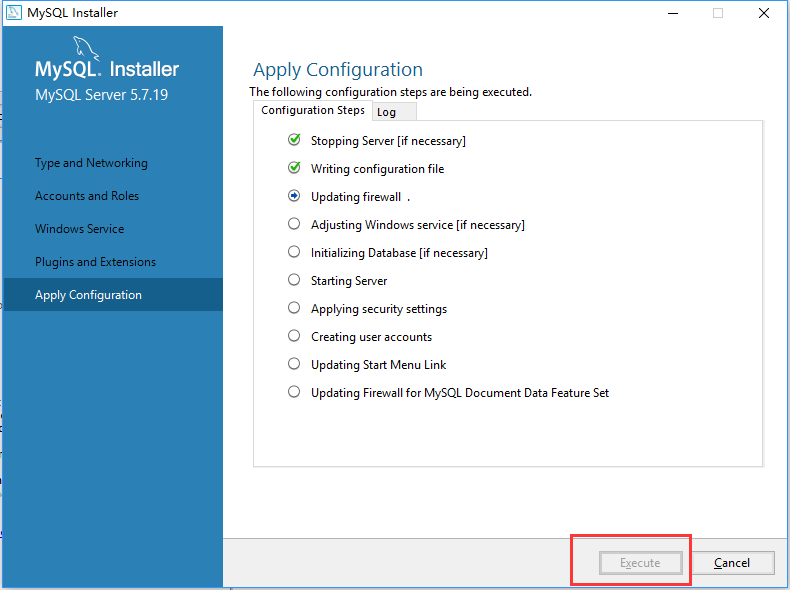 MySQL Installer
MySQL. Installer
MySQL Server 5.7.19
Type and Networking
Accounts and Roles
Windows Service
Plugins and Extensions
Apply Configuration
Apply Configuration
The following configuration steps are being executed.
Configuration Steps Log
Stopping Server [if necessary]
Writing configuration file
Updating firewall .
Adjusting Windows service [if necessary]
Initializing Database [if necessary]
Starting Server
Applying security settings
Creating user accounts
Updating Start Menu Link
Updating Firewall for MySQL Document Data Feature Set
Execute Cancel